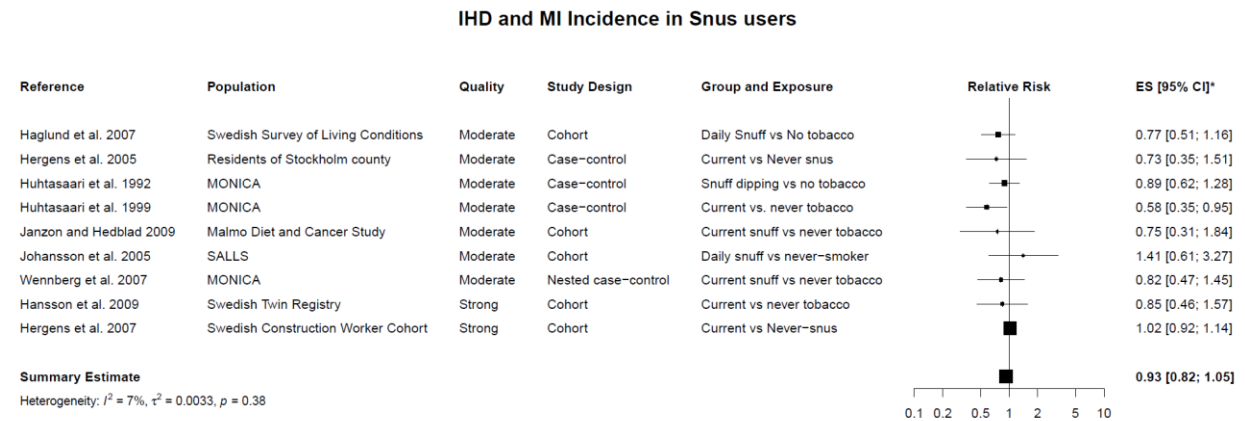 IHD and MI Incidence in Snus users
Reference Population Quality Study Design Group and Exposure Relative Risk ES [95% CI]*
Haglund et al. 2007 Swedish Survey of Living Conditions Moderate Cohort Daily Snuff vs No tobacco 0.77 [0.51; 1.16]
Hergens et al. 2005 Residents of Stockholm county Moderate Case−control Current vs Never snus 0.73 [0.35; 1.51]
Huhtasaari et al. 1992 MONICA Moderate Case−control Snuff dipping vs no tobacco 0.89 [0.62; 1.28]
Huhtasaari et al. 1999 MONICA Moderate Case−control Current vs. never tobacco 0.58 [0.35; 0.95]
Janzon and Hedblad 2009 Malmo Diet and Cancer Study Moderate Cohort Current snuff vs never tobacco 0.75 [0.31; 1.84]
Johansson et al. 2005 SALLS Moderate Cohort Daily snuff vs never−smoker 1.41 [0.61; 3.27]
Wennberg et al. 2007 MONICA Moderate Nested case−control Current snuff vs never tobacco 0.82 [0.47; 1.45]
Hansson et al. 2009 Swedish Twin Registry Strong Cohort Current vs never tobacco 0.85 [0.46; 1.57]
Hergens et al. 2007 Swedish Construction Worker Cohort Strong Cohort Current vs Never−snus 1.02 [0.92; 1.14]
Summary Estimate 0.93 [0.82; 1.05]
Heterogeneity: I² = 7%, τ² = 0.0033, p = 0.38
0.1 0.2 0.5 1 2 5 10